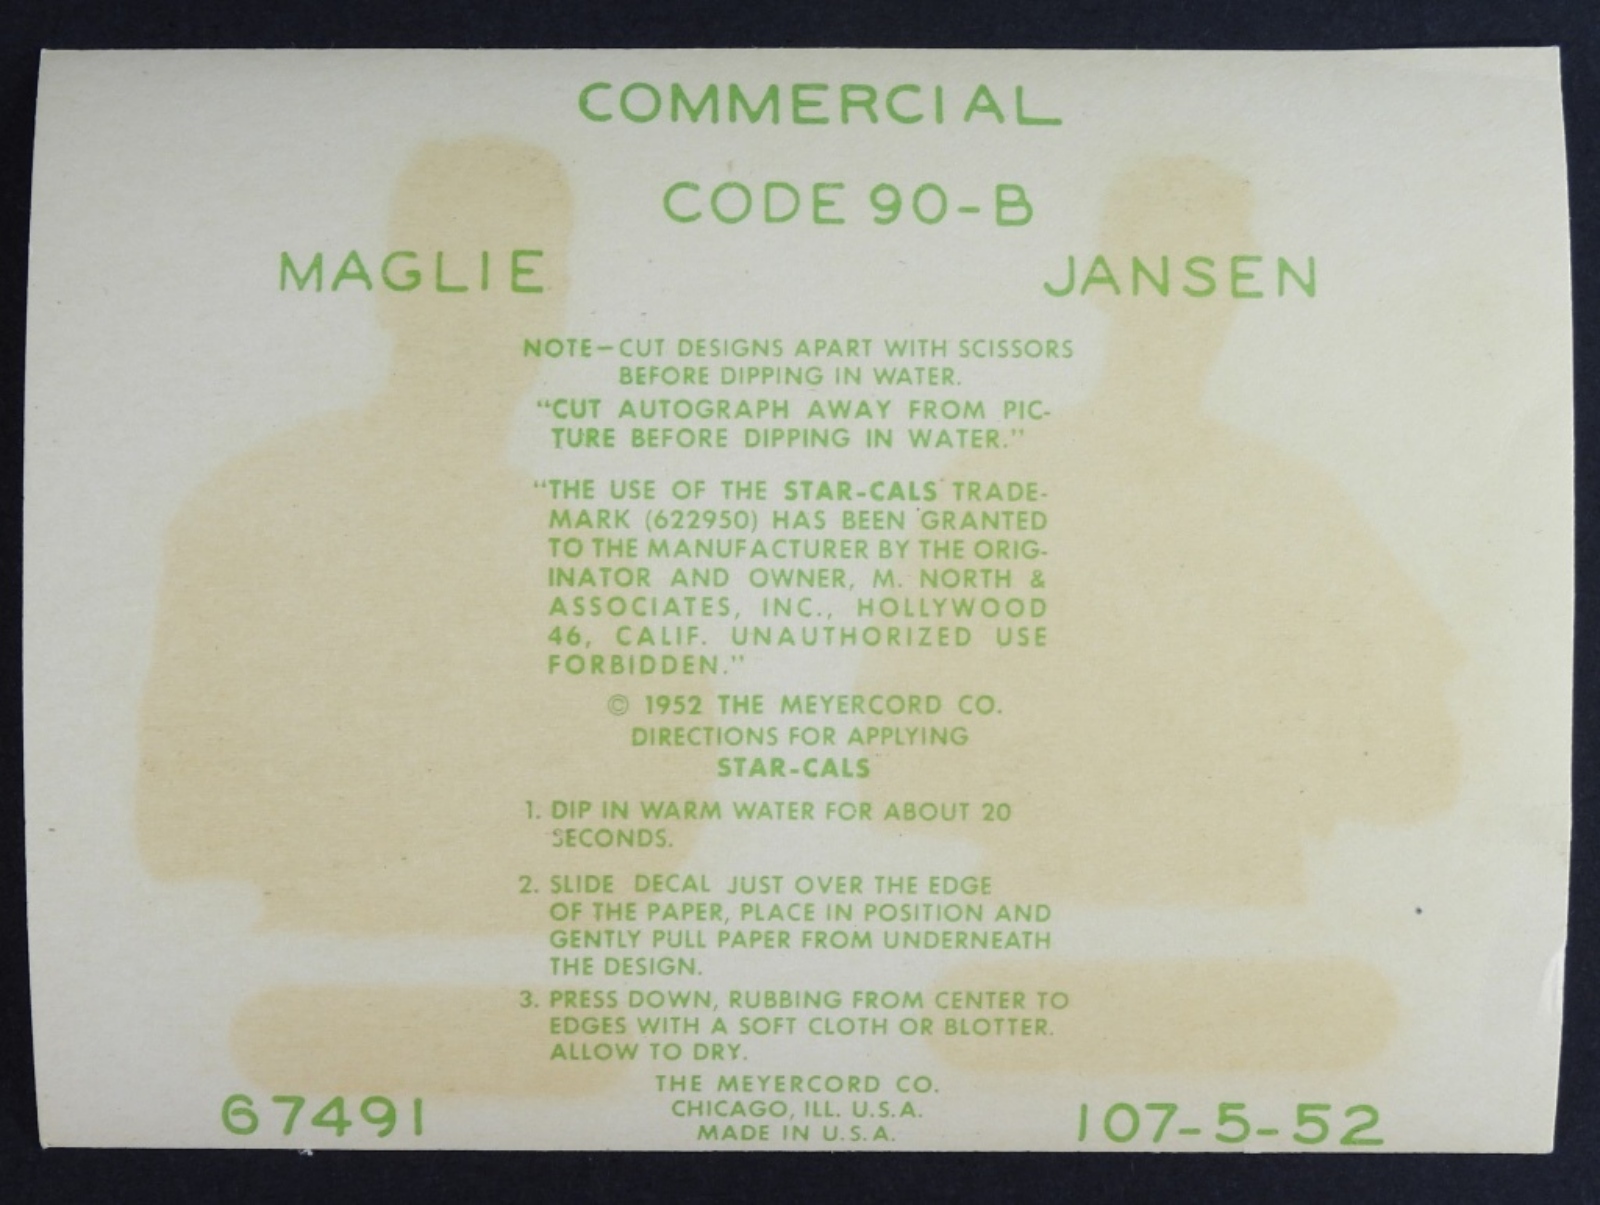 COMMERCIAL
CODE 90-B
MAGLIE JANSEN
NOTE—CUT DESIGNS APART WITH SCISSORS
BEFORE DIPPING IN WATER.
"CUT AUTOGRAPH AWAY FROM PIC-
TURE BEFORE DIPPING IN WATER."
"THE USE OF THE STAR-CALS TRADE-
MARK (622950) HAS BEEN GRANTED
TO THE MANUFACTURER BY THE ORIG-
INATOR AND OWNER, M. NORTH &
ASSOCIATES, INC., HOLLYWOOD
46, CALIF. UNAUTHORIZED USE
FORBIDDEN."
© 1952 THE MEYERCORD CO.
DIRECTIONS FOR APPLYING
STAR-CALS
1. DIP IN WARM WATER FOR ABOUT 20
SECONDS.
2. SLIDE DECAL JUST OVER THE EDGE
OF THE PAPER, PLACE IN POSITION AND
GENTLY PULL PAPER FROM UNDERNEATH
THE DESIGN.
3. PRESS DOWN, RUBBING FROM CENTER TO
EDGES WITH A SOFT CLOTH OR BLOTTER.
ALLOW TO DRY.
THE MEYERCORD CO.
CHICAGO, ILL. U.S.A.
MADE IN U.S.A.
67491 107-5-52